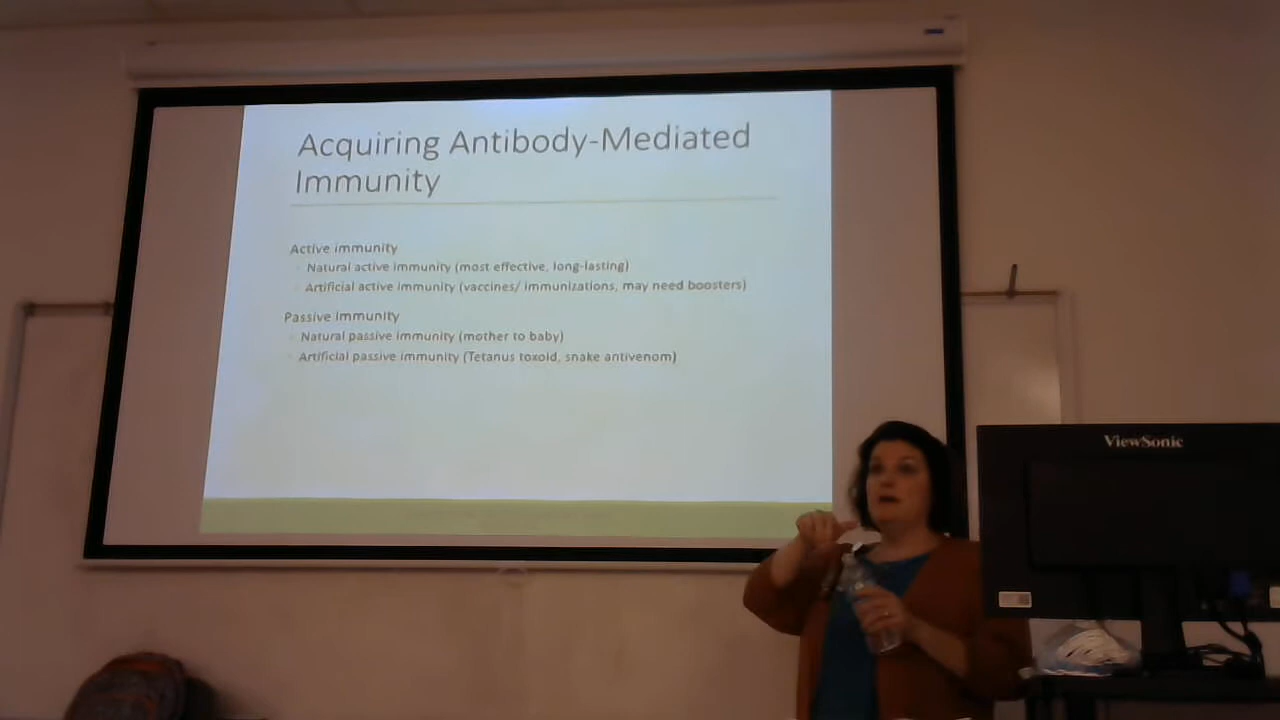 Acquiring Antibody-Mediated
Immunity
Active immunity
Natural active immunity (most effective, long-lasting)
Artificial active immunity (vaccines/ immunizations, may need boosters)
Passive immunity
Natural passive immunity (mother to baby)
Artificial passive immunity (Tetanus toxoid, snake antivenom)
ViewSonic